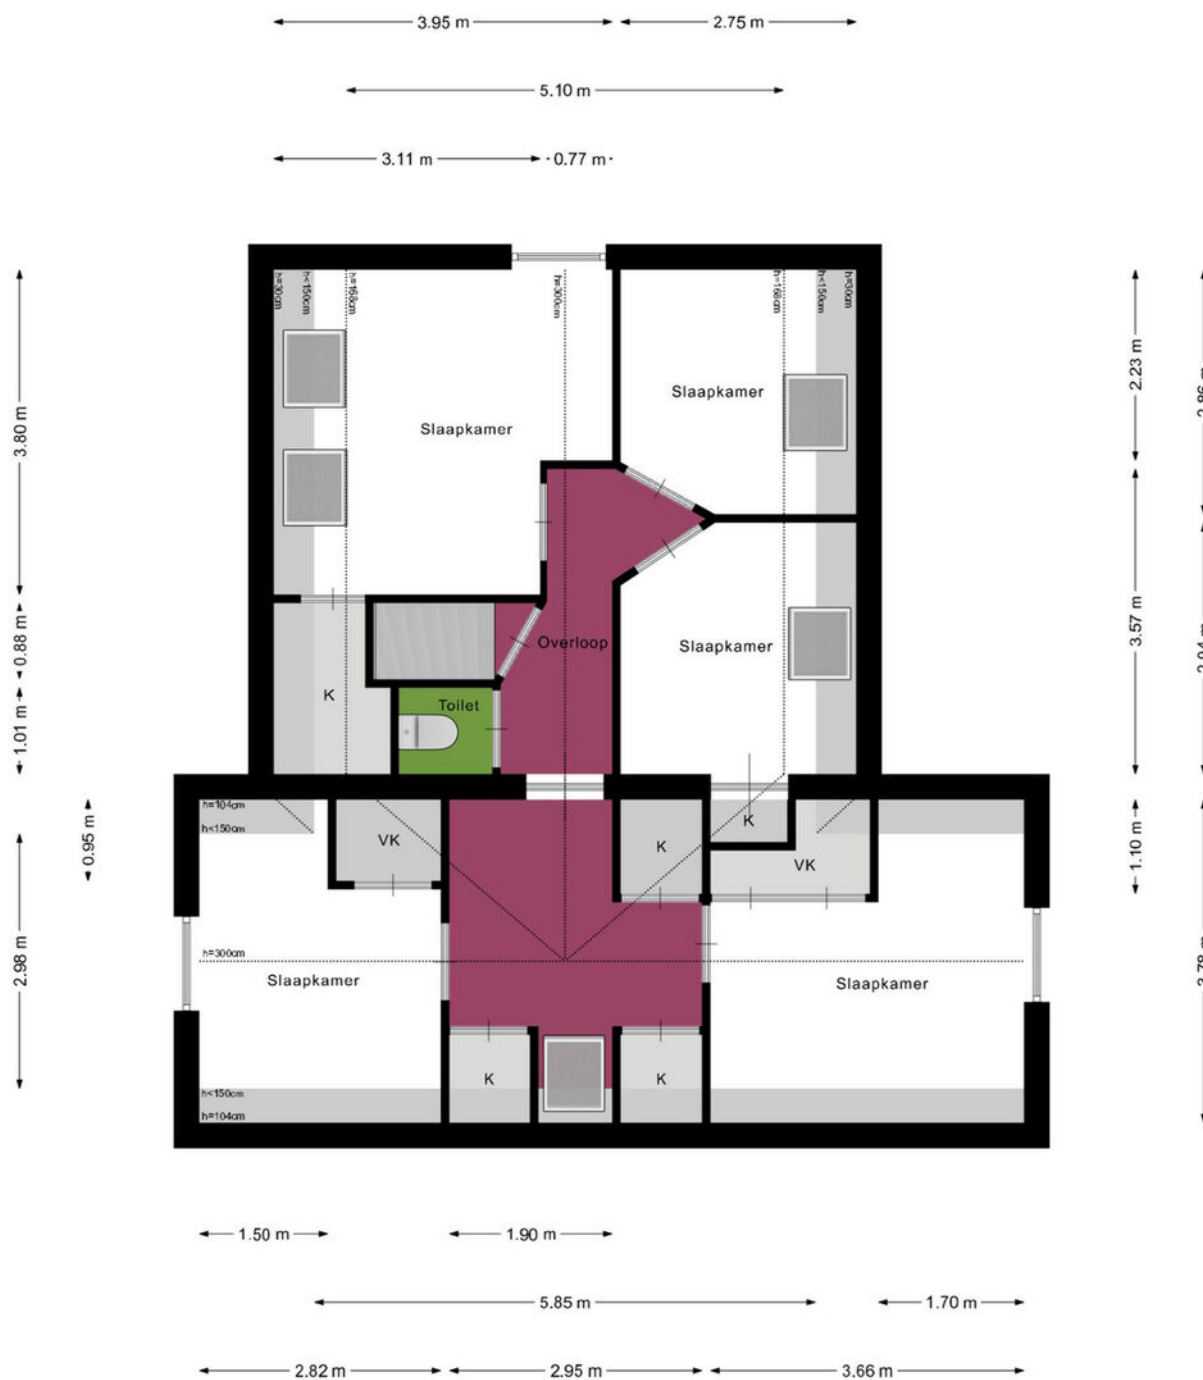 3.95 m
2.75 m
5.10 m
3.11 m
0.77 m
h=30cm
h<150cm
h=168cm
h=300cm
h=168cm
h<150cm
h=30cm
2.23 m
3.80 m
Slaapkamer
Slaapkamer
3.57 m
0.88 m
Overloop
Slaapkamer
K
Toilet
1.01 m
h=104cm
h<150cm
0.95 m
VK
K
K
VK
1.10 m
2.98 m
h=300cm
Slaapkamer
Slaapkamer
K
K
h<150cm
h=104cm
1.50 m
1.90 m
5.85 m
1.70 m
2.82 m
2.95 m
3.66 m